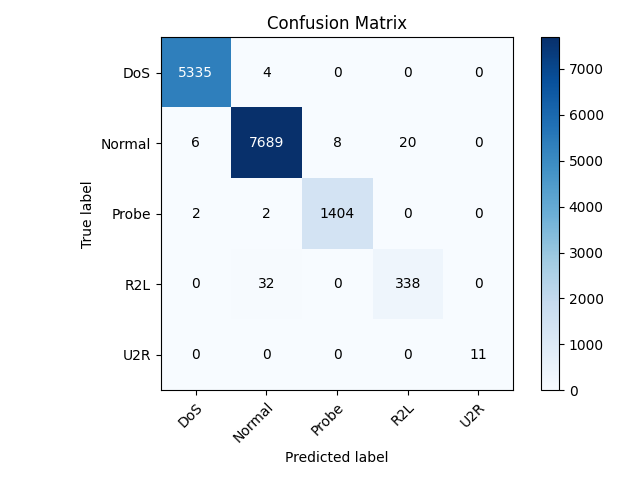 Confusion Matrix
True label
DoS 5335 4 0 0 0
Normal 6 7689 8 20 0
Probe 2 2 1404 0 0
R2L 0 32 0 338 0
U2R 0 0 0 0 11
DoS Normal Probe R2L U2R
Predicted label
7000
6000
5000
4000
3000
2000
1000
0